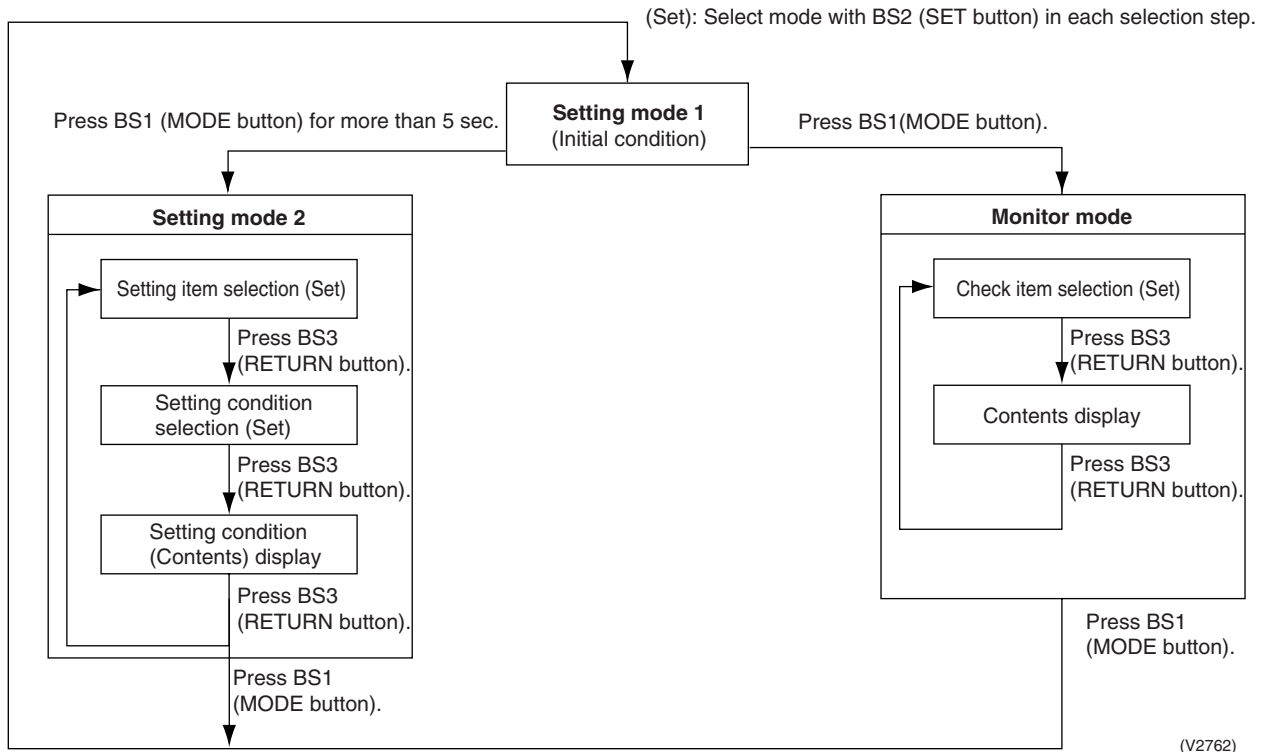 (Set): Select mode with BS2 (SET button) in each selection step.
Setting mode 1
(Initial condition)
Press BS1 (MODE button) for more than 5 sec.
Press BS1(MODE button).
Setting mode 2
Setting item selection (Set)
Press BS3
(RETURN button).
Setting condition
selection (Set)
Press BS3
(RETURN button).
Setting condition
(Contents) display
Press BS3
(RETURN button).
Press BS1
(MODE button).
Monitor mode
Check item selection (Set)
Press BS3
(RETURN button).
Contents display
Press BS3
(RETURN button).
Press BS1
(MODE button).
(V2762)